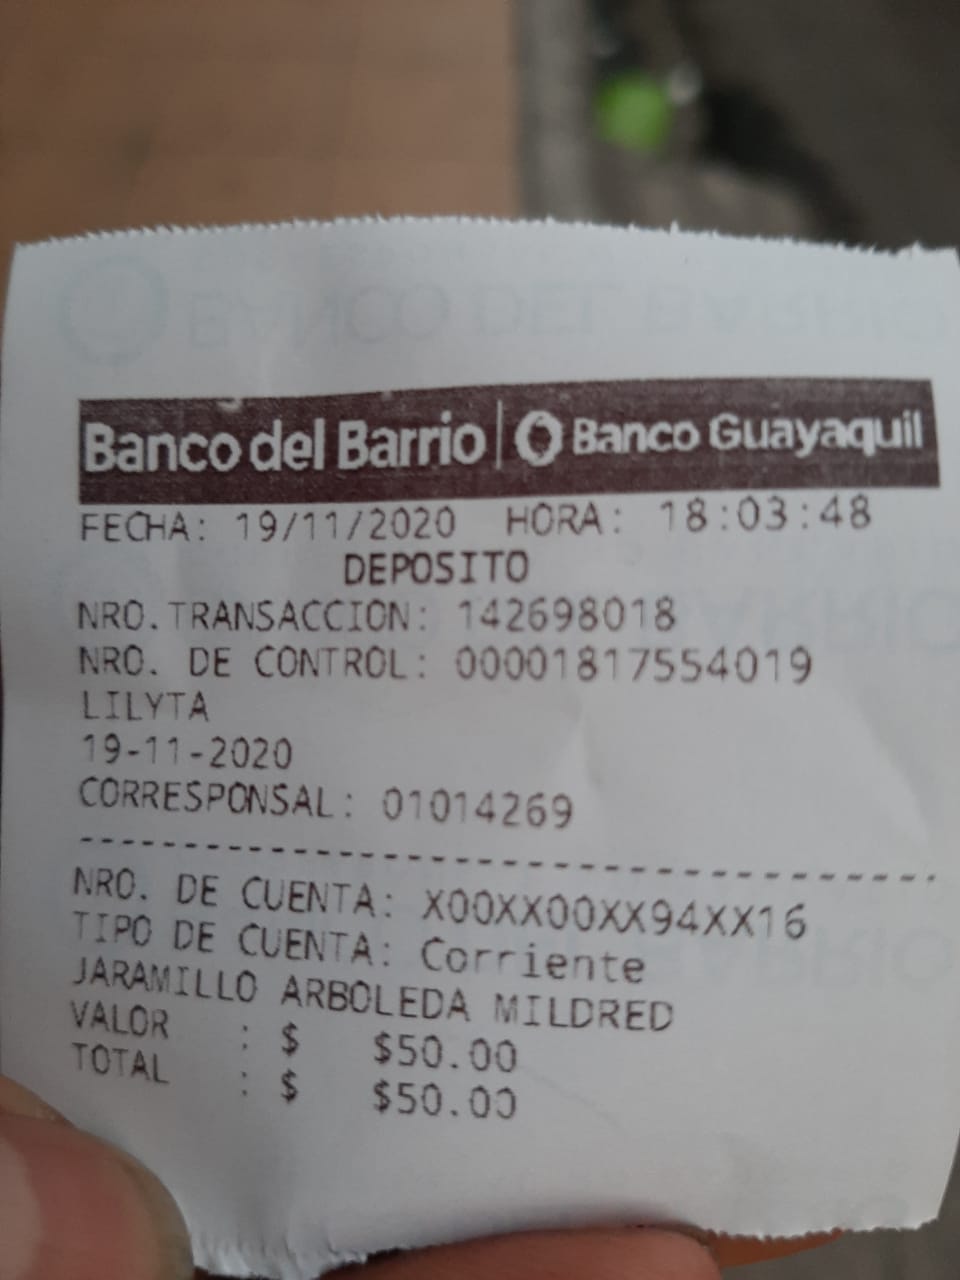 Banco del Barrio | Banco Guayaquil
FECHA: 19/11/2020 HORA: 18:03:48
DEPOSITO
NRO.TRANSACCION: 142698018
NRO. DE CONTROL: 00001817554019
LILYTA
19-11-2020
CORRESPONSAL: 01014269
NRO. DE CUENTA: X00XX00XX94XX16
TIPO DE CUENTA: Corriente
JARAMILLO ARBOLEDA MILDRED
VALOR : $ $50.00
TOTAL : $ $50.00